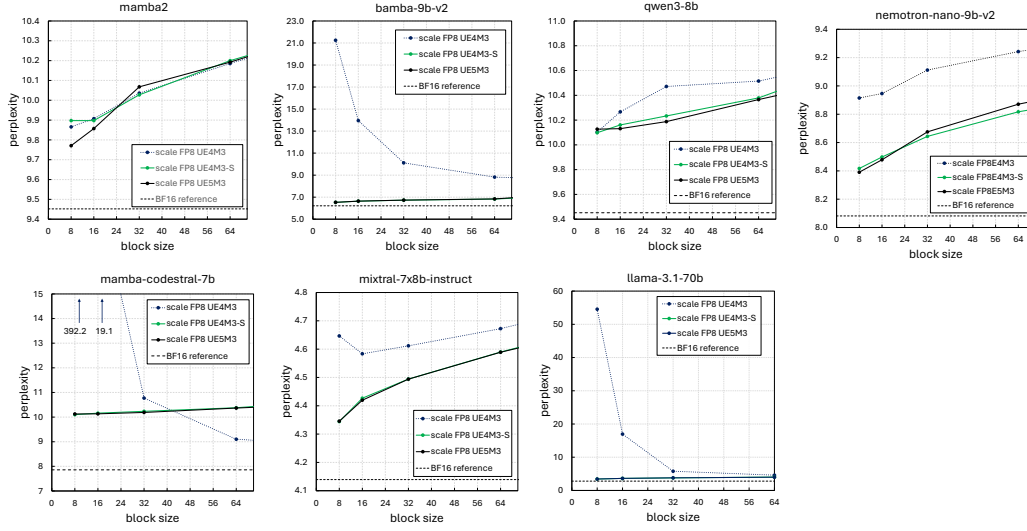 mamba2
10.4
10.3
10.2
10.1
10.0
9.9
9.8
9.7
9.6
9.5
9.4
perplexity
scale FP8 UE4M3
scale FP8 UE4M3-S
scale FP8 UE5M3
BF16 reference
0 8 16 24 32 40 48 56 64
block size
bamba-9b-v2
23.0
21.0
19.0
17.0
15.0
13.0
11.0
9.0
7.0
5.0
perplexity
scale FP8 UE4M3
scale FP8 UE4M3-S
scale FP8 UE5M3
BF16 reference
0 8 16 24 32 40 48 56 64
block size
qwen3-8b
11.0
10.8
10.6
10.4
10.2
10.0
9.8
9.6
9.4
perplexity
scale FP8 UE4M3
scale FP8 UE4M3-S
scale FP8 UE5M3
BF16 reference
0 8 16 24 32 40 48 56 64
block size
nemotron-nano-9b-v2
9.4
9.2
9.0
8.8
8.6
8.4
8.2
8.0
perplexity
scale FP8E4M3
scale FP8E4M3-S
scale FP8E5M3
BF16 reference
0 8 16 24 32 40 48 56 64
block size
mamba-codestral-7b
15
14
13
12
11
10
9
8
7
perplexity
392.2 19.1
scale FP8 UE4M3
scale FP8 UE4M3-S
scale FP8 UE5M3
BF16 reference
0 8 16 24 32 40 48 56 64
block size
mixtral-7x8b-instruct
4.8
4.7
4.6
4.5
4.4
4.3
4.2
4.1
perplexity
scale FP8 UE4M3
scale FP8 UE4M3-S
scale FP8 UE5M3
BF16 reference
0 8 16 24 32 40 48 56 64
block size
llama-3.1-70b
60
50
40
30
20
10
0
perplexity
scale FP8 UE4M3
scale FP8 UE4M3-S
scale FP8 UE5M3
BF16 reference
0 8 16 24 32 40 48 56 64
block size